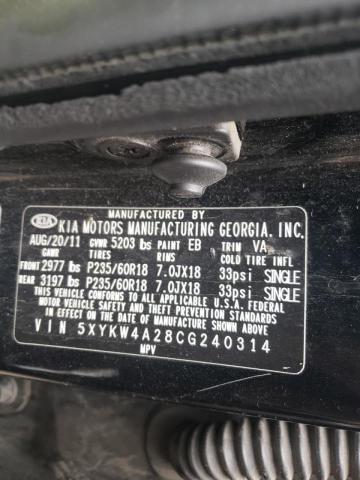 MANUFACTURED BY
KIA KIA MOTORS MANUFACTURING GEORGIA, INC.
AUG/20/11 GVWR 5203 lbs PAINT EB TRIM VA
GAWR TIRES RIMS COLD TIRE INFL
FRONT 2977 lbs P235/60R18 7.0JX18 33psi SINGLE
REAR 3197 lbs P235/60R18 7.0JX18 33psi SINGLE
THIS VEHICLE CONFORMS TO ALL APPLICABLE U.S.A. FEDERAL
MOTOR VEHICLE SAFETY AND THEFT PREVENTION STANDARDS
IN EFFECT ON THE DATE OF MANUFACTURE SHOWN ABOVE.
VIN 5XYKW4A28CG240314
MPV